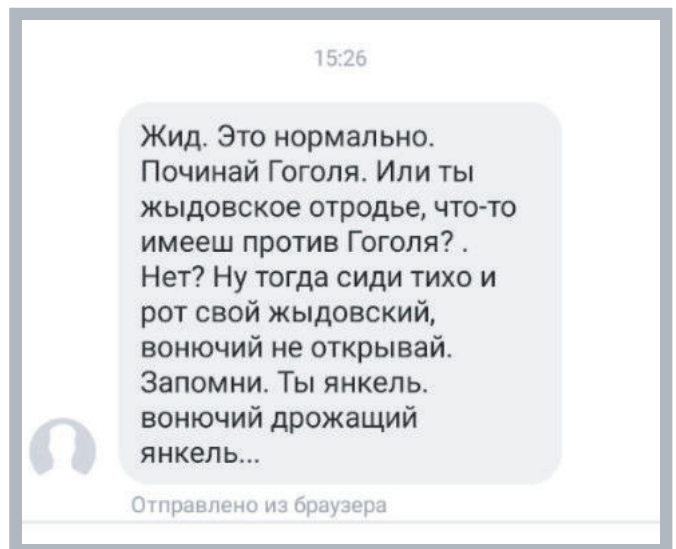 15:26
Жид. Это нормально.
Починай Гоголя. Или ты
жыдовское отродье, что-то
имееш против Гоголя? .
Нет? Ну тогда сиди тихо и
рот свой жыдовский,
вонючий не открывай.
Запомни. Ты янкель.
вонючий дрожащий
янкель...
Отправлено из браузера